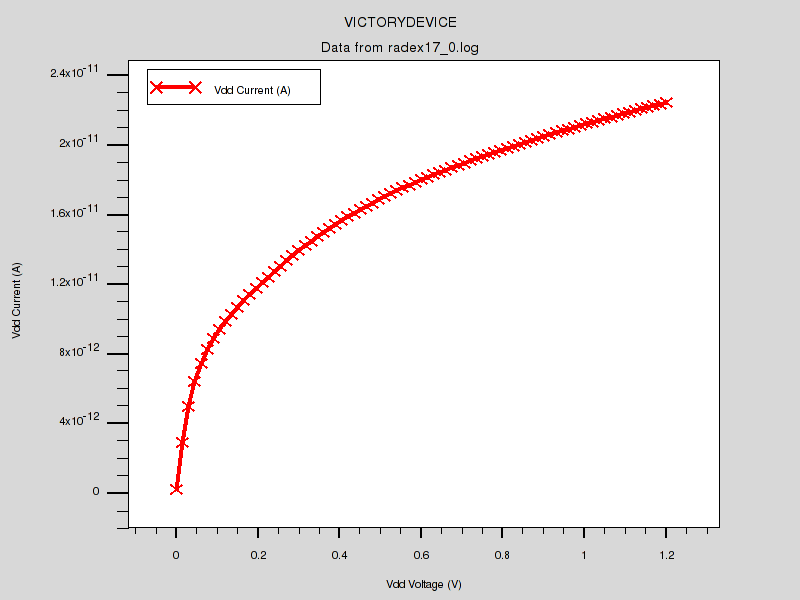 VICTORYDEVICE
Data from radex17_0.log
Vdd Current (A)
2.4x10-11
2x10-11
1.6x10-11
1.2x10-11
8x10-12
4x10-12
0
Vdd Current (A)
0 0.2 0.4 0.6 0.8 1 1.2
Vdd Voltage (V)